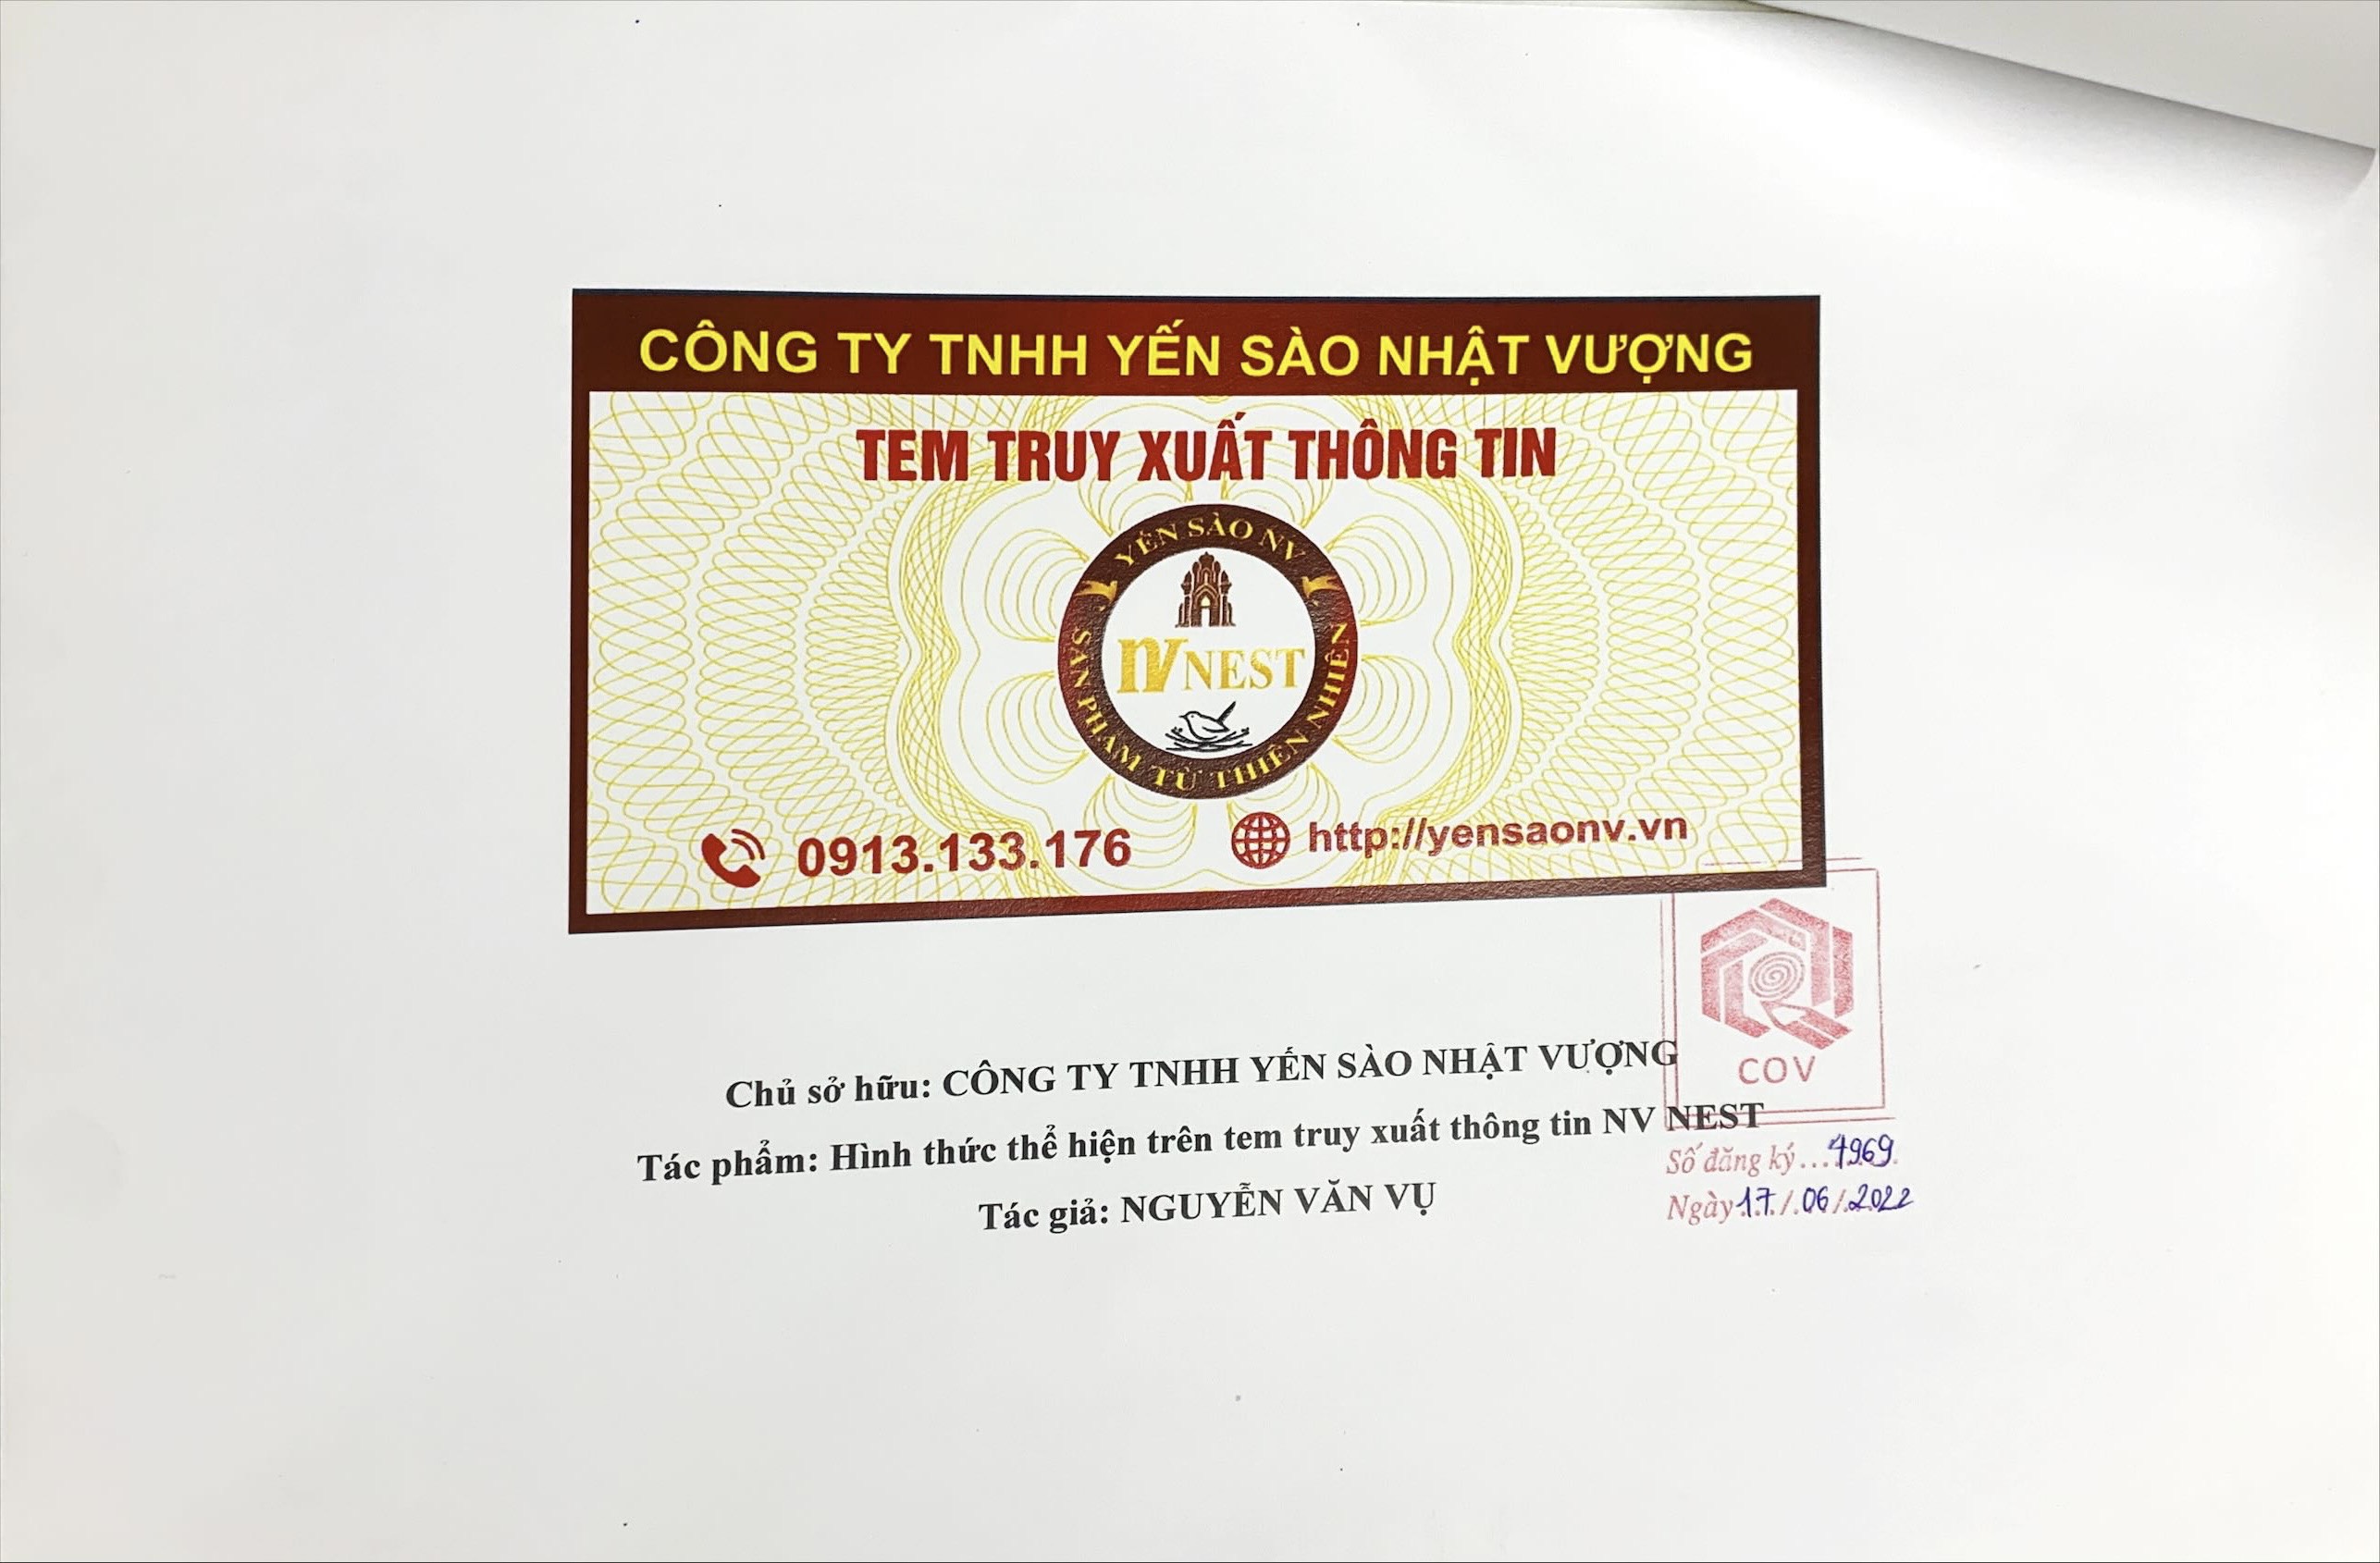 CÔNG TY TNHH YẾN SÀO NHẬT VƯỢNG
TEM TRUY XUẤT THÔNG TIN
YẾN SÀO NV
NV NEST
SẢN PHẨM TỪ THIÊN NHIÊN
0913.133.176
http://yensaonv.vn
COV
Chủ sở hữu: CÔNG TY TNHH YẾN SÀO NHẬT VƯỢNG
Tác phẩm: Hình thức thể hiện trên tem truy xuất thông tin NV NEST
Tác giả: NGUYỄN VĂN VỤ
Số đăng ký...4969
Ngày 17/06/2022